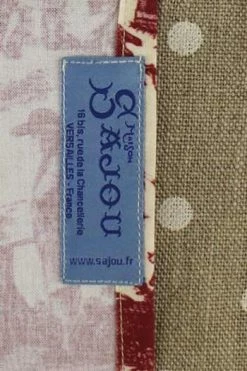 Maison
SAJOU
16 bis, rue de la Chancellerie
VERSAILLES - France
www.sajou.fr